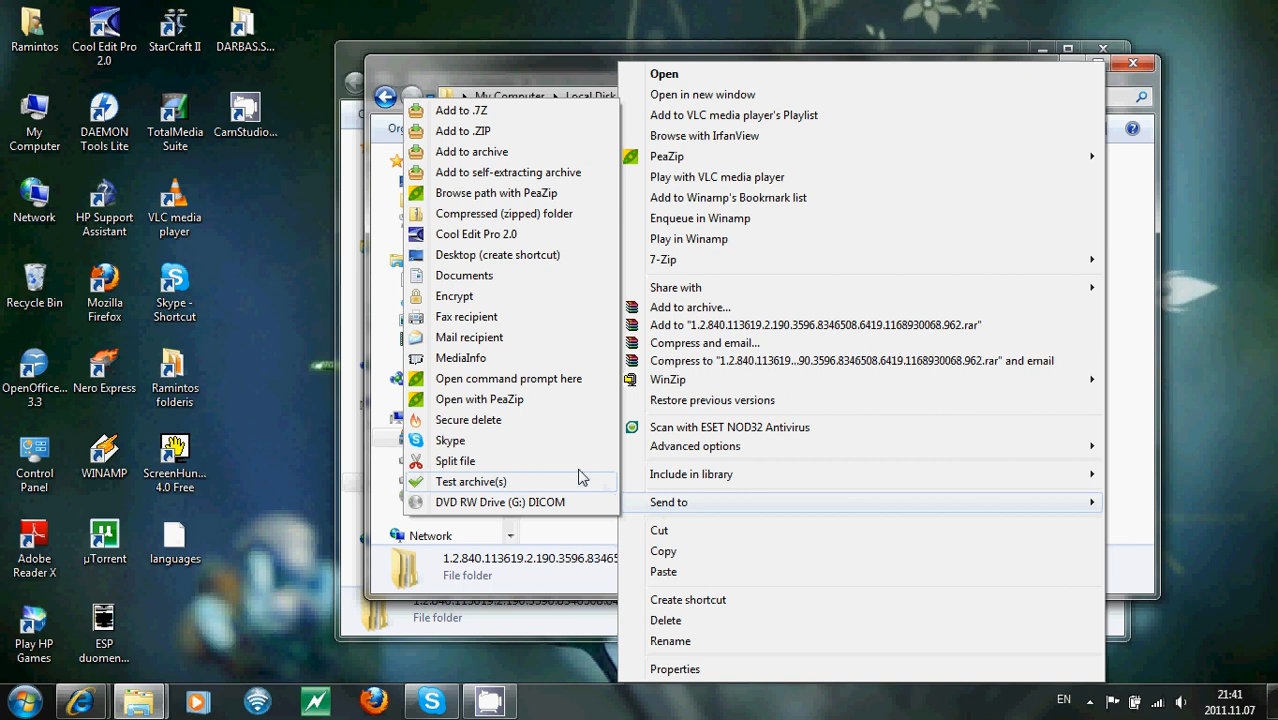 Ramintos
Cool Edit Pro
2.0
StarCraft II
DARBAS.S...
My
Computer
DAEMON
Tools Lite
TotalMedia
Suite
CamStudio...
Network
HP Support
Assistant
VLC media
player
Recycle Bin
Mozilla
Firefox
Skype -
Shortcut
OpenOffice...
3.3
Nero Express
Ramintos
folderis
Control
Panel
WINAMP
ScreenHun...
4.0 Free
Adobe
Reader X
µTorrent
languages
Play HP
Games
ESP
duomen...
My Computer
Local Disk
Add to .7Z
Add to .ZIP
Add to archive
Add to self-extracting archive
Browse path with PeaZip
Compressed (zipped) folder
Cool Edit Pro 2.0
Desktop (create shortcut)
Documents
Encrypt
Fax recipient
Mail recipient
MediaInfo
Open command prompt here
Open with PeaZip
Secure delete
Skype
Split file
Test archive(s)
DVD RW Drive (G:) DICOM
Network
1.2.840.113619.2.190.3596.83465
File folder
File folder
Open
Open in new window
Add to VLC media player's Playlist
Browse with IrfanView
PeaZip
Play with VLC media player
Add to Winamp's Bookmark list
Enqueue in Winamp
Play in Winamp
7-Zip
Share with
Add to archive...
Add to "1.2.840.113619.2.190.3596.8346508.6419.1168930068.962.rar"
Compress and email...
Compress to "1.2.840.113619...90.3596.8346508.6419.1168930068.962.rar" and email
WinZip
Restore previous versions
Scan with ESET NOD32 Antivirus
Advanced options
Include in library
Send to
Cut
Copy
Paste
Create shortcut
Delete
Rename
Properties
EN
21:41
2011.11.07